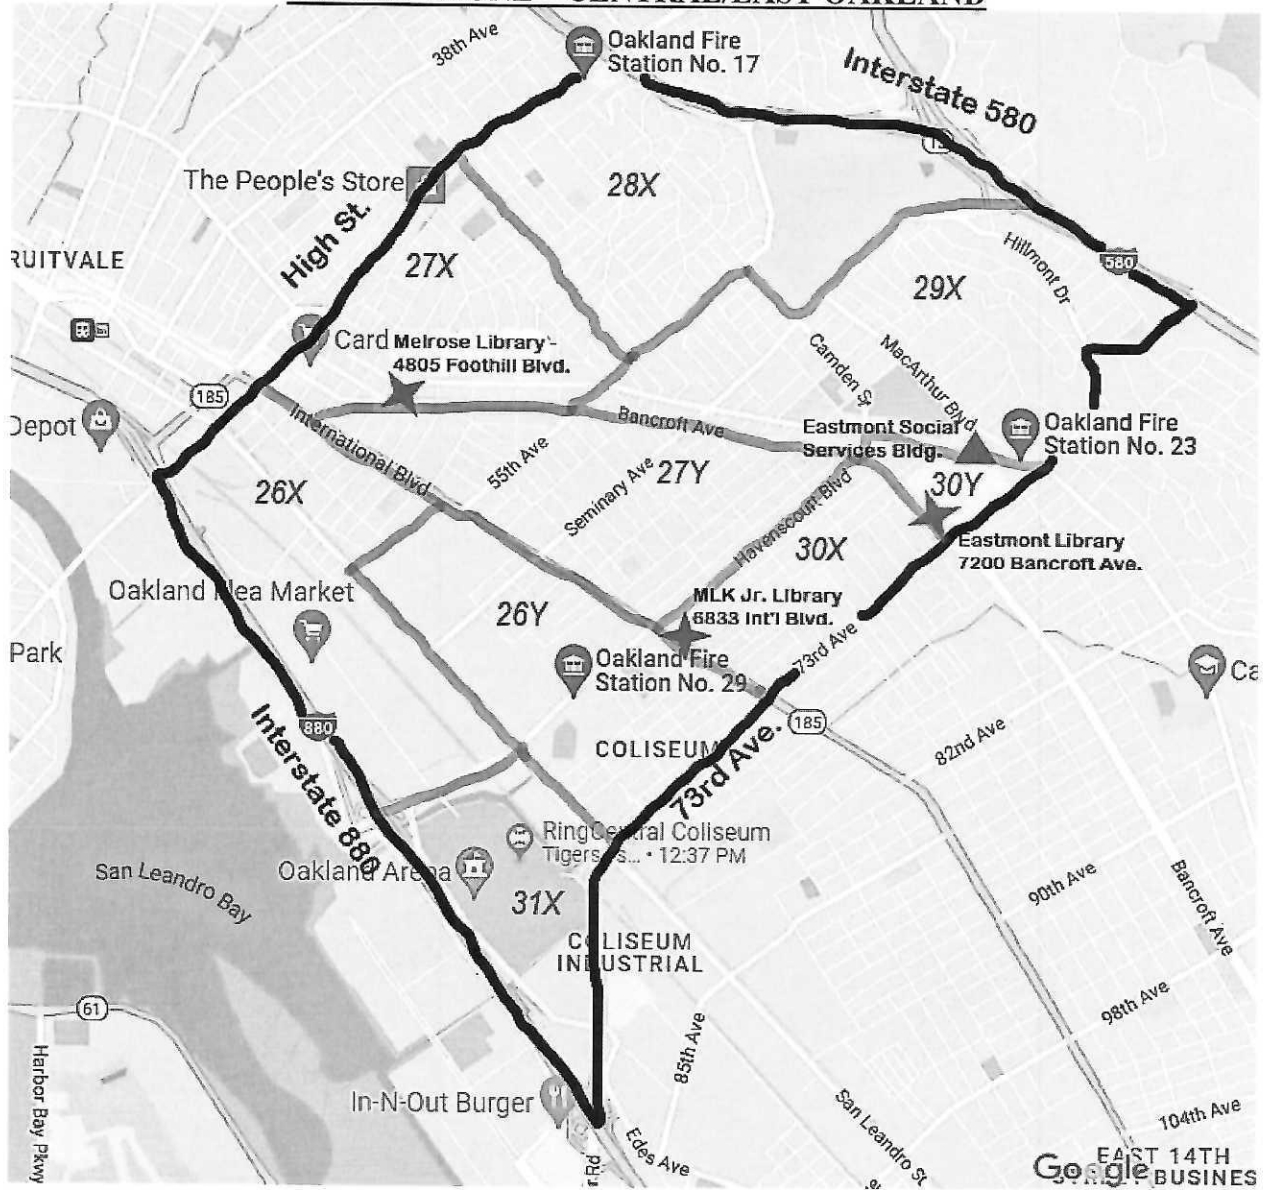 CENTRAL/EAST OAKLAND
38th Ave
Oakland Fire
Station No. 17
Interstate 580
The People's Store
28X
High St.
RUITVALE
27X
Hillmont Dr
580
29X
Card
Melrose Library -
4805 Foothill Blvd.
Camden St
MacArthur Blvd
185
Depot
International Blvd
Bancroft Ave
Eastmont Social
Services Bldg.
Oakland Fire
Station No. 23
55th Ave
Seminary Ave
27Y
26X
30Y
Havenscourt Blvd
30X
Eastmont Library
7200 Bancroft Ave.
Oakland Flea Market
MLK Jr. Library
6833 Int'l Blvd.
26Y
Park
73rd Ave
Oakland Fire
Station No. 29
Ca
880
Interstate 880
185
COLISEUM
73rd Ave.
82nd Ave
RingCentral Coliseum
Tigers ... • 12:37 PM
Oakland Arena
San Leandro Bay
31X
90th Ave
Bancroft Ave
COLISEUM
INDUSTRIAL
61
98th Ave
85th Ave
Harbor Bay Pkwy
In-N-Out Burger
San Leandro St
104th Ave
Edes Ave
Rd
EAST 14TH
Google
BUSINES